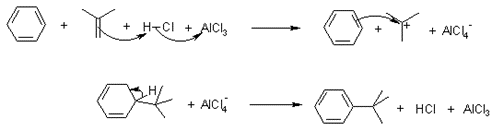 + + H-Cl + AlCl3 + + + AlCl4-
H + AlCl4- + HCl + AlCl3